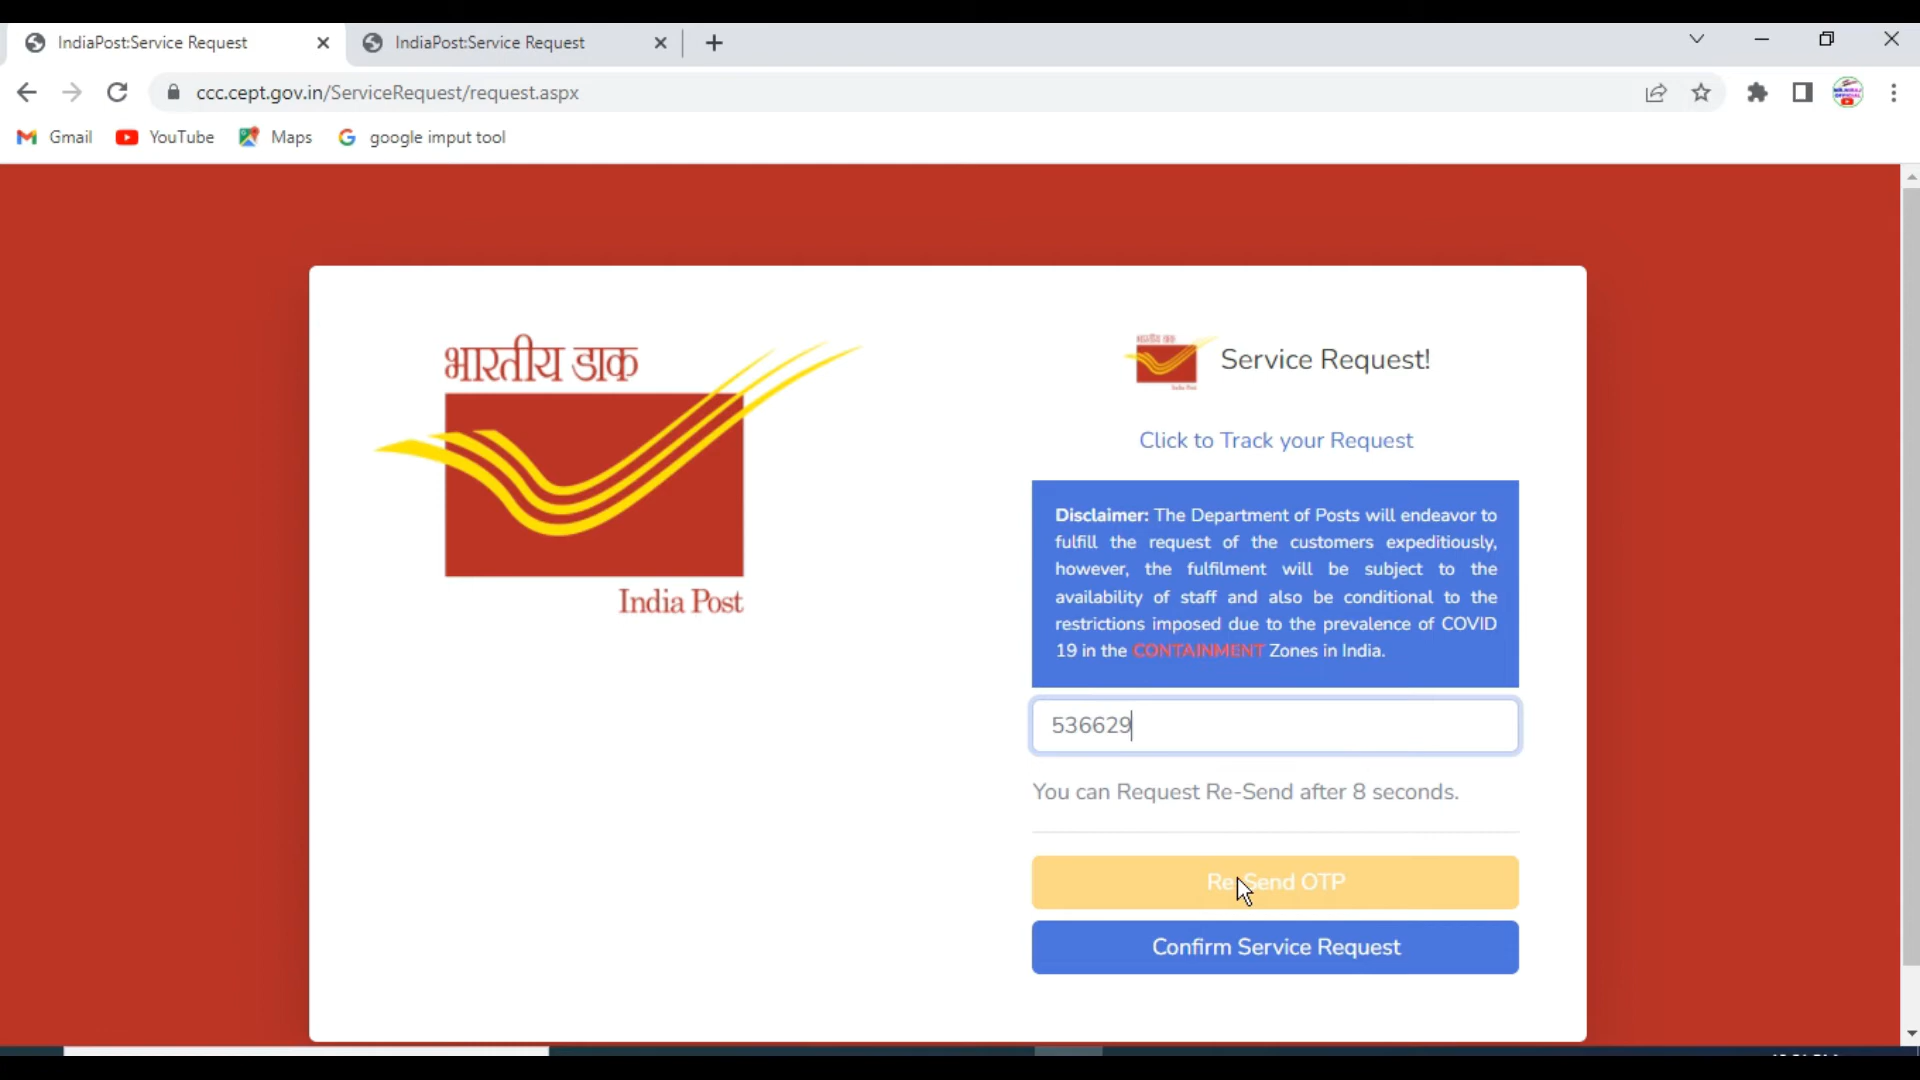 IndiaPost:Service Request
IndiaPost:Service Request
ccc.cept.gov.in/ServiceRequest/request.aspx
Gmail
YouTube
Maps
google imput tool
भारतीय डाक
India Post
Service Request!
Click to Track your Request
Disclaimer: The Department of Posts will endeavor to
fulfill the request of the customers expeditiously,
however, the fulfilment will be subject to the
availability of staff and also be conditional to the
restrictions imposed due to the prevalence of COVID
19 in the CONTAINMENT Zones in India.
536629
You can Request Re-Send after 8 seconds.
Re-Send OTP
Confirm Service Request